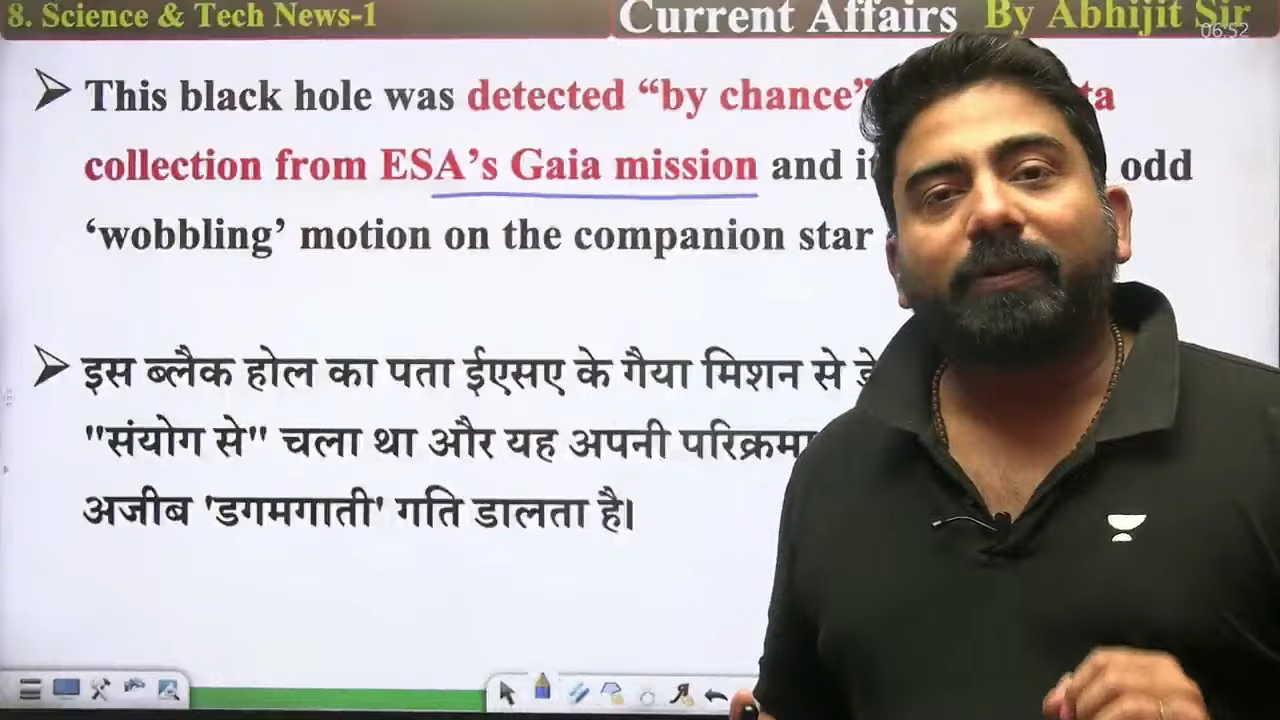 8. Science & Tech News-1
Current Affairs By Abhijit Sir
06:52
This black hole was detected “by chance”
collection from ESA’s Gaia mission and odd
‘wobbling’ motion on the companion star
इस ब्लैक होल का पता ईएसए के गैया मिशन से
"संयोग से" चला था और यह अपनी परिक्रमा
अजीब 'डगमगाती' गति डालता है।